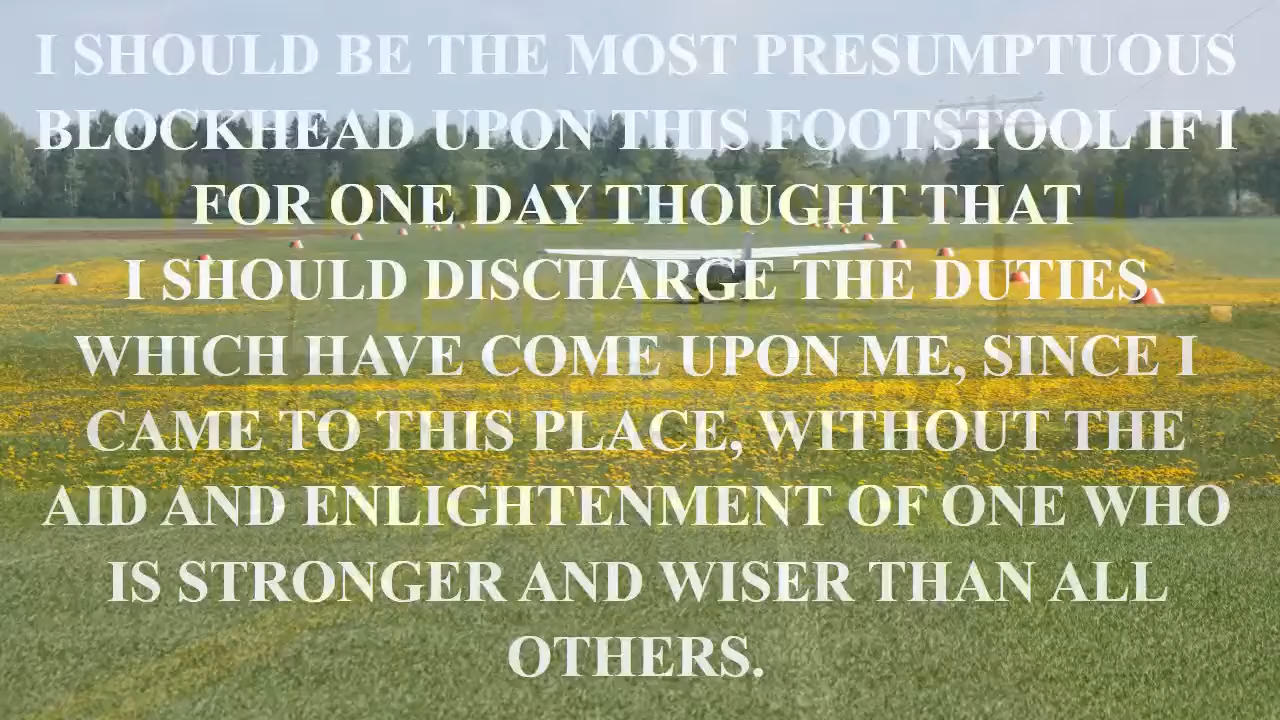 I SHOULD BE THE MOST PRESUMPTUOUS
BLOCKHEAD UPON THIS FOOTSTOOL IF I
FOR ONE DAY THOUGHT THAT
I SHOULD DISCHARGE THE DUTIES
WHICH HAVE COME UPON ME, SINCE I
CAME TO THIS PLACE, WITHOUT THE
AID AND ENLIGHTENMENT OF ONE WHO
IS STRONGER AND WISER THAN ALL
OTHERS.
LEAD PEOPLE